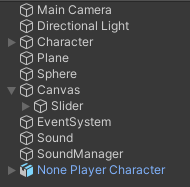 Main Camera
Directional Light
Character
Plane
Sphere
Canvas
Slider
EventSystem
Sound
SoundManager
None Player Character